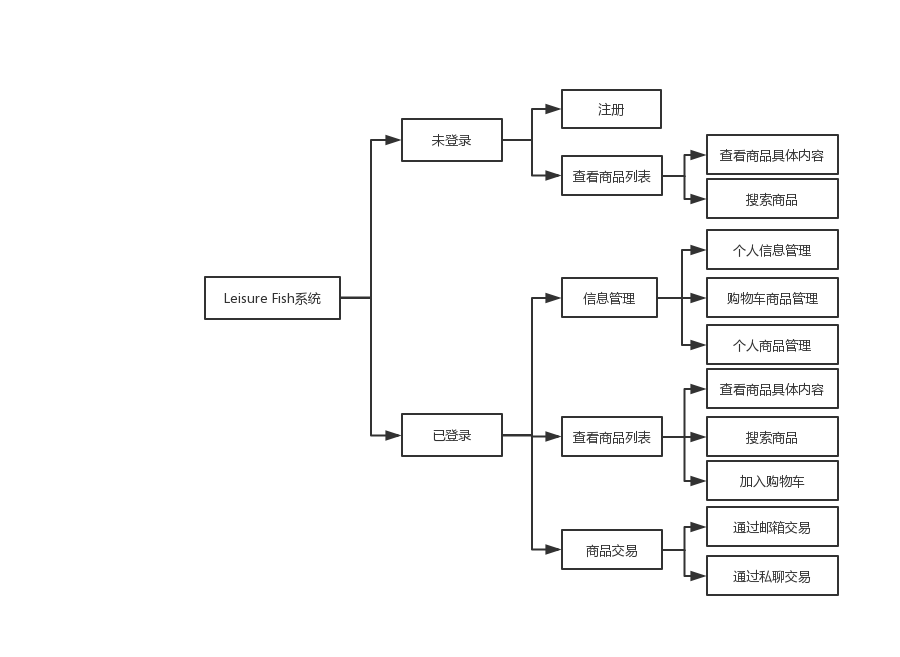 Leisure Fish系统
未登录
注册
查看商品列表
查看商品具体内容
搜索商品
已登录
信息管理
个人信息管理
购物车商品管理
个人商品管理
查看商品列表
查看商品具体内容
搜索商品
加入购物车
商品交易
通过邮箱交易
通过私聊交易